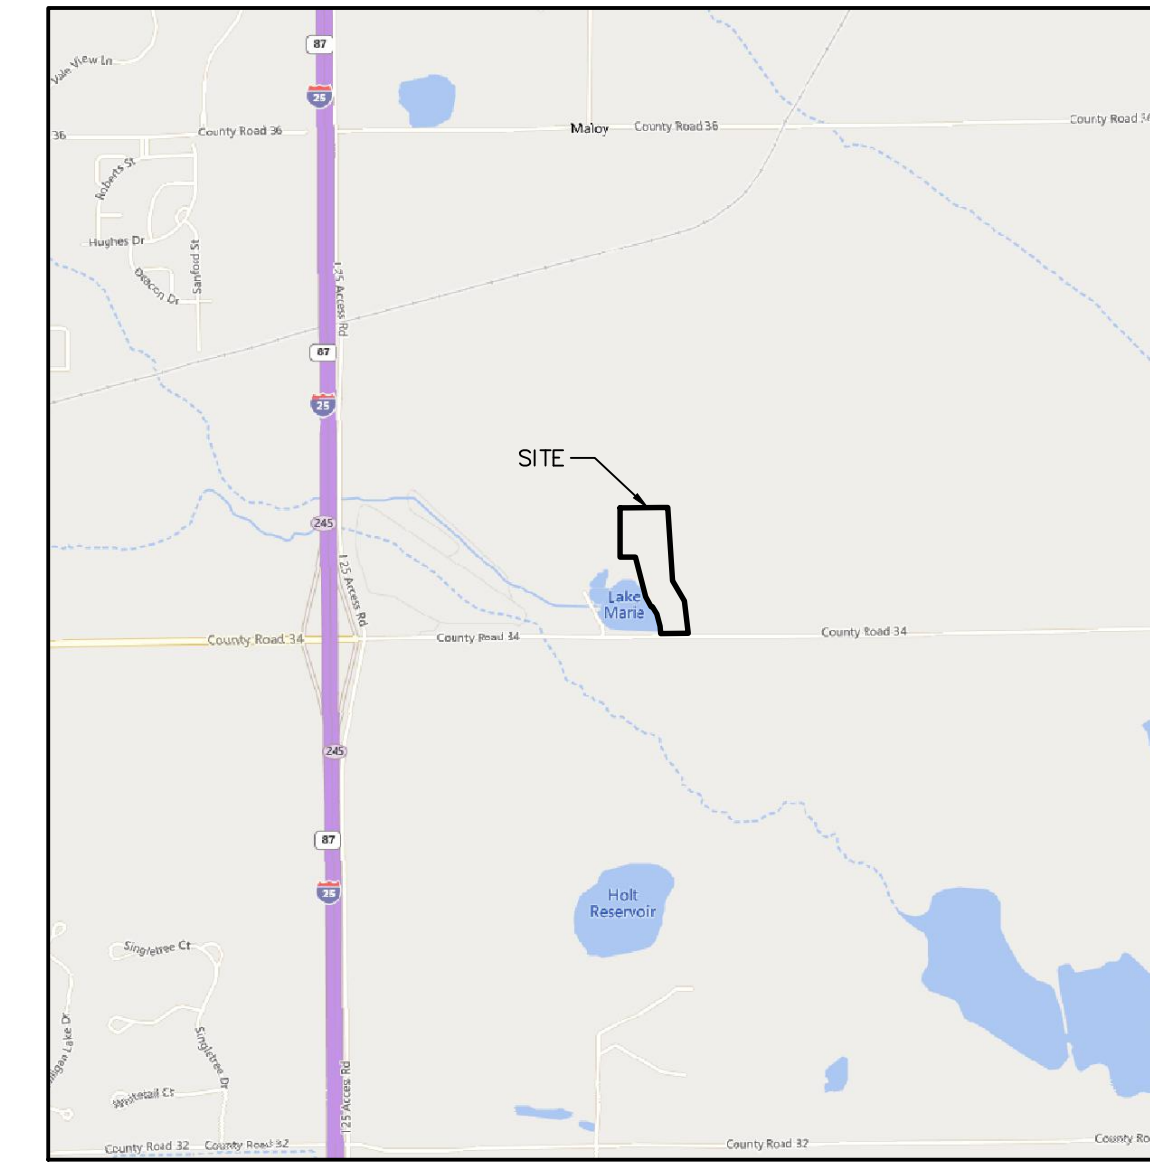 87
Vale View Ln
25
36
County Road 36
Maloy
County Road 36
County Road 36
Roberts St
Hughes Dr
Sanford St
Deacon Dr
I 25 Access Rd
87
25
SITE
245
I 25 Access Rd
Lake
Marie
County Road 34
County Road 34
County Road 34
245
87
25
Holt
Reservoir
Singletree Ct
Singletree Dr
Lake Dr
Whitetail Ct
I 25 Access Rd
County Road 32
County Road 32
County Road 32
County Ro